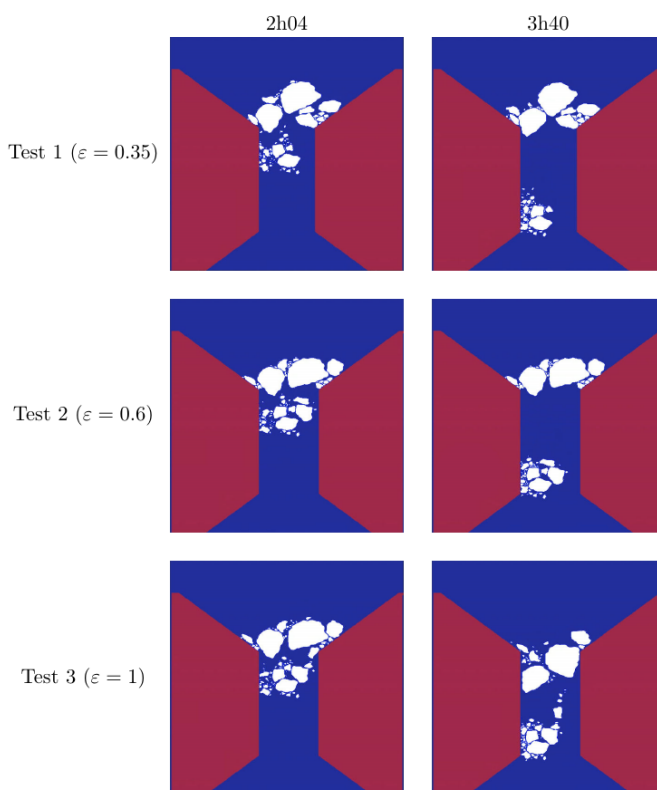 2h04 3h40
Test 1 (ε = 0.35)
Test 2 (ε = 0.6)
Test 3 (ε = 1)